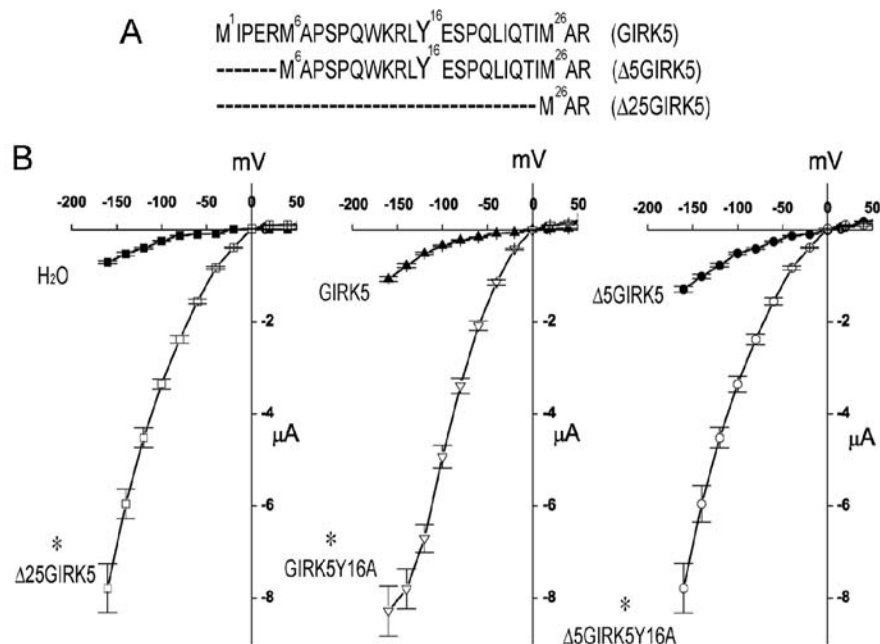 A
M¹IPERM⁶APSPQWKRLY¹⁶ESPQLIQTIM²⁶AR (GIRK5)
------M⁶APSPQWKRLY¹⁶ESPQLIQTIM²⁶AR (Δ5GIRK5)
--------------------------------M²⁶AR (Δ25GIRK5)
B
mV mV mV
-200 -150 -100 -50 0 50 -200 -150 -100 -50 0 50 -200 -150 -100 -50 0 50
H₂O GIRK5 Δ5GIRK5
-2 -2 -2
-4 -4 -4
μA μA μA
-6 -6 -6
* * *
Δ25GIRK5 GIRK5Y16A Δ5GIRK5Y16A
-8 -8 -8